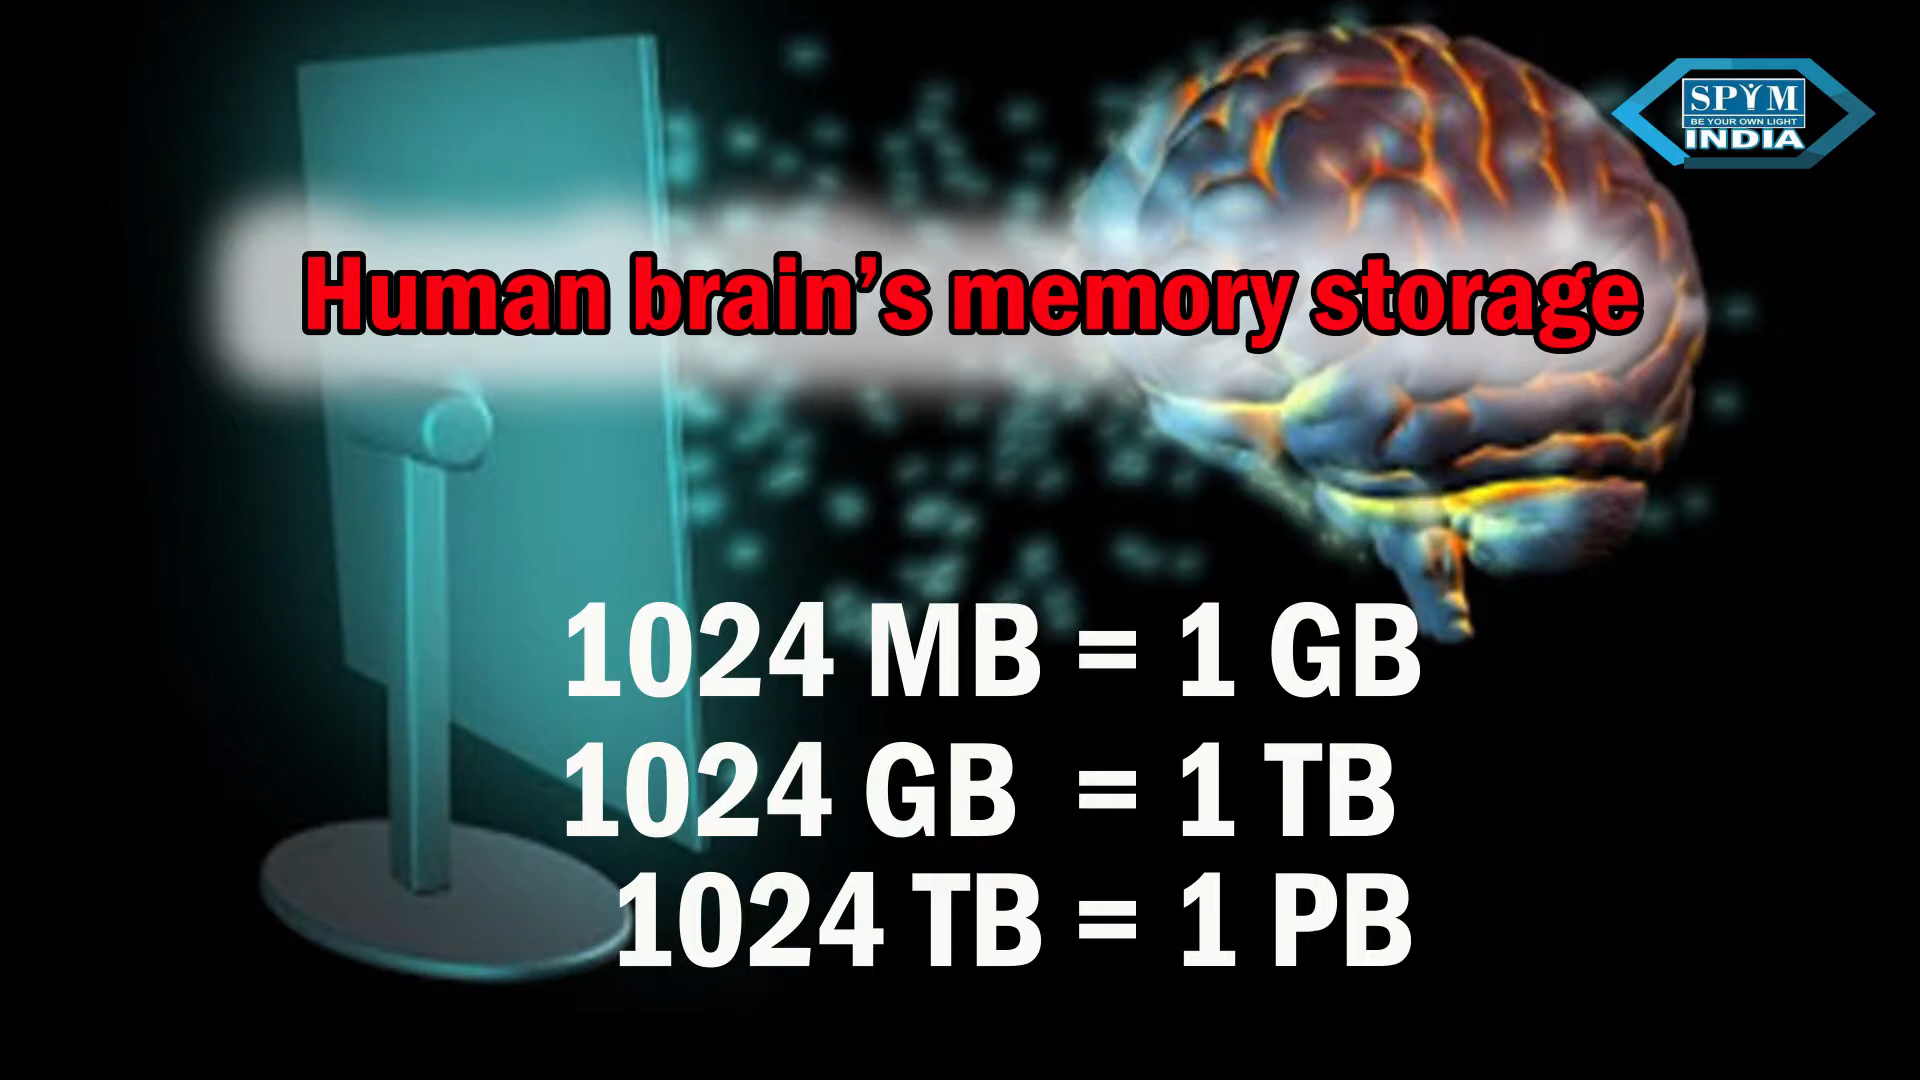 SPYM
BE YOUR OWN LIGHT
INDIA
Human brain’s memory storage
1024 MB = 1 GB
1024 GB = 1 TB
1024 TB = 1 PB